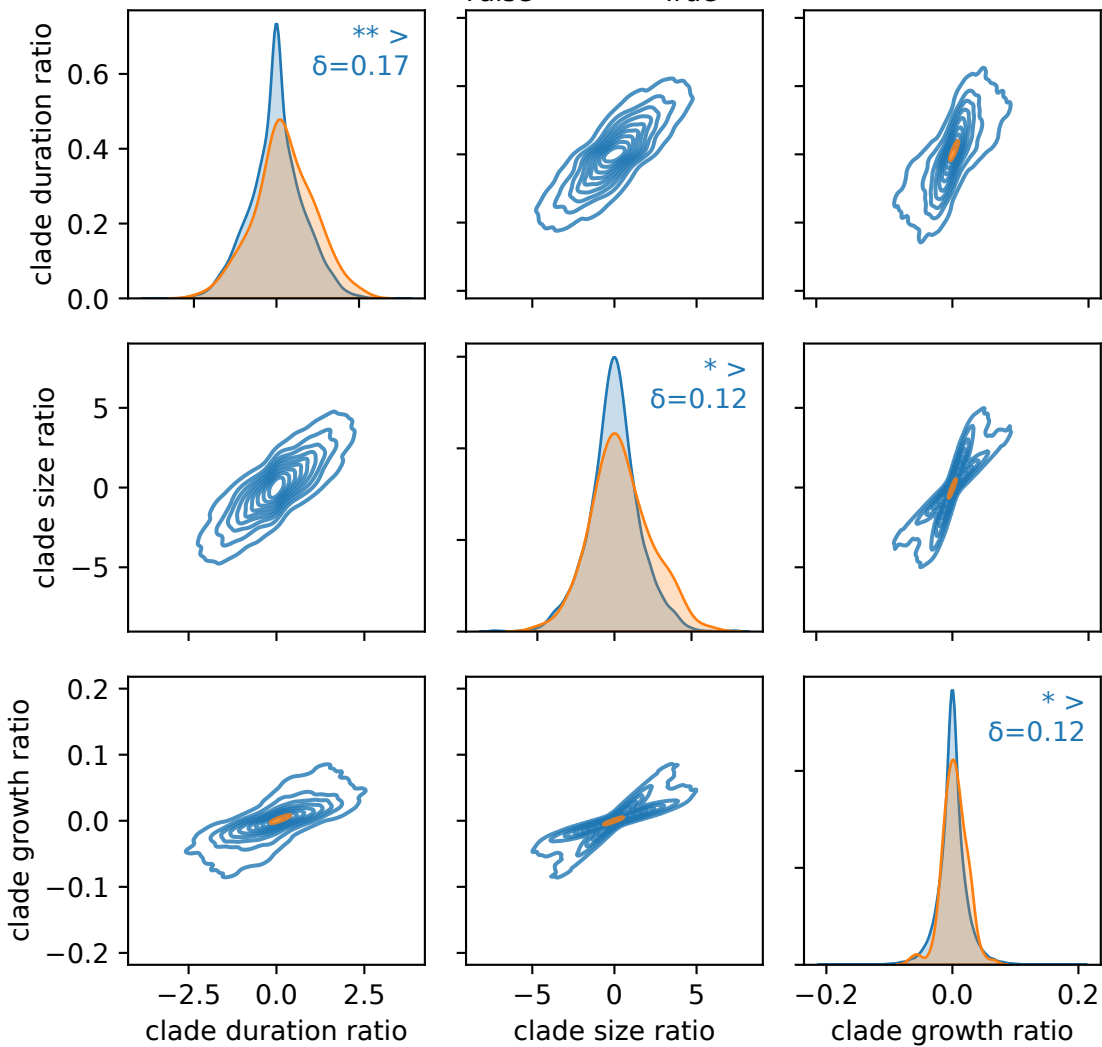 ** >
δ=0.17
clade duration ratio
0.6
0.4
0.2
0.0
* >
δ=0.12
clade size ratio
5
0
−5
* >
δ=0.12
clade growth ratio
0.2
0.1
0.0
−0.1
−0.2
−2.5 0.0 2.5
−5 0 5
−0.2 0.0 0.2
clade duration ratio
clade size ratio
clade growth ratio